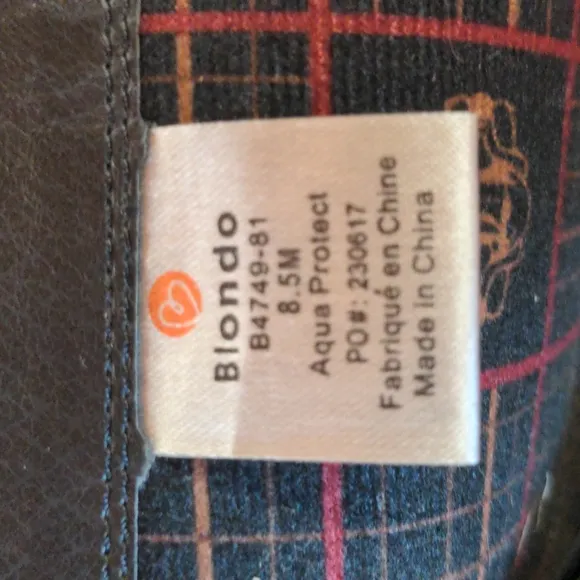 Blondo
B4749-81
8.5M
Aqua Protect
PO#: 230617
Fabriqué en Chine
Made in China